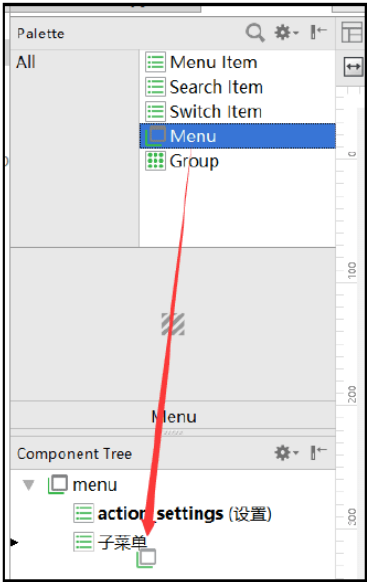 Palette
All
Menu Item
Search Item
Switch Item
Menu
Group
0
100
200
300
Menu
Component Tree
menu
action_settings (设置)
子菜单